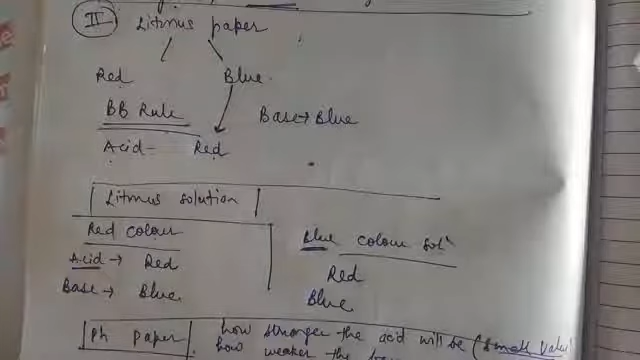 II Litmus paper
Red Blue
BB Rule Base → Blue
Acid - Red
Litmus solution
Red colour Blue colour solⁿ
Acid → Red Red
Base → Blue Blue
Ph paper how stronger the acid will be (small value)
how weaker the